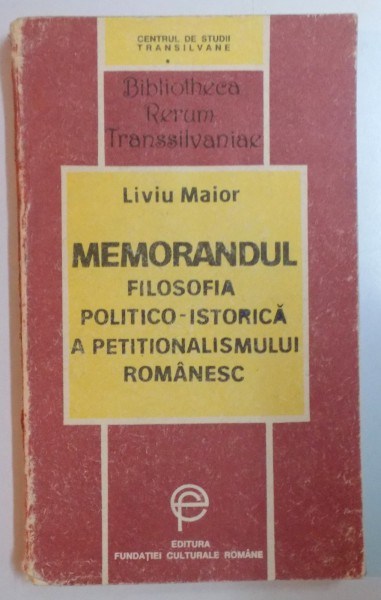 CENTRUL DE STUDII
TRANSILVANE
Bibliotheca
Rerum
Transsilvaniae
Liviu Maior
MEMORANDUL
FILOSOFIA
POLITICO-ISTORICĂ
A PETITIONALISMULUI
ROMÂNESC
EDITURA
FUNDAȚIEI CULTURALE ROMÂNE